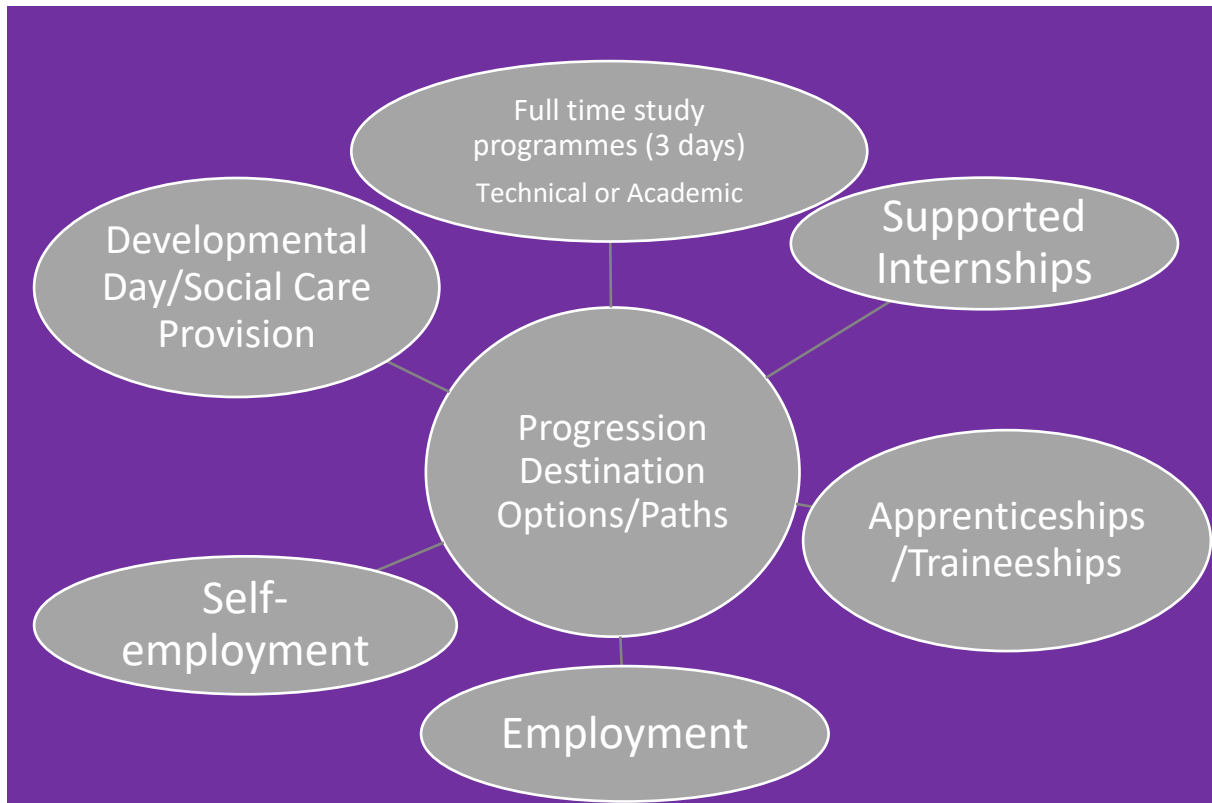 Full time study
programmes (3 days)
Technical or Academic
Supported
Internships
Developmental
Day/Social Care
Provision
Progression
Destination
Options/Paths
Apprenticeships
/Traineeships
Self-
employment
Employment